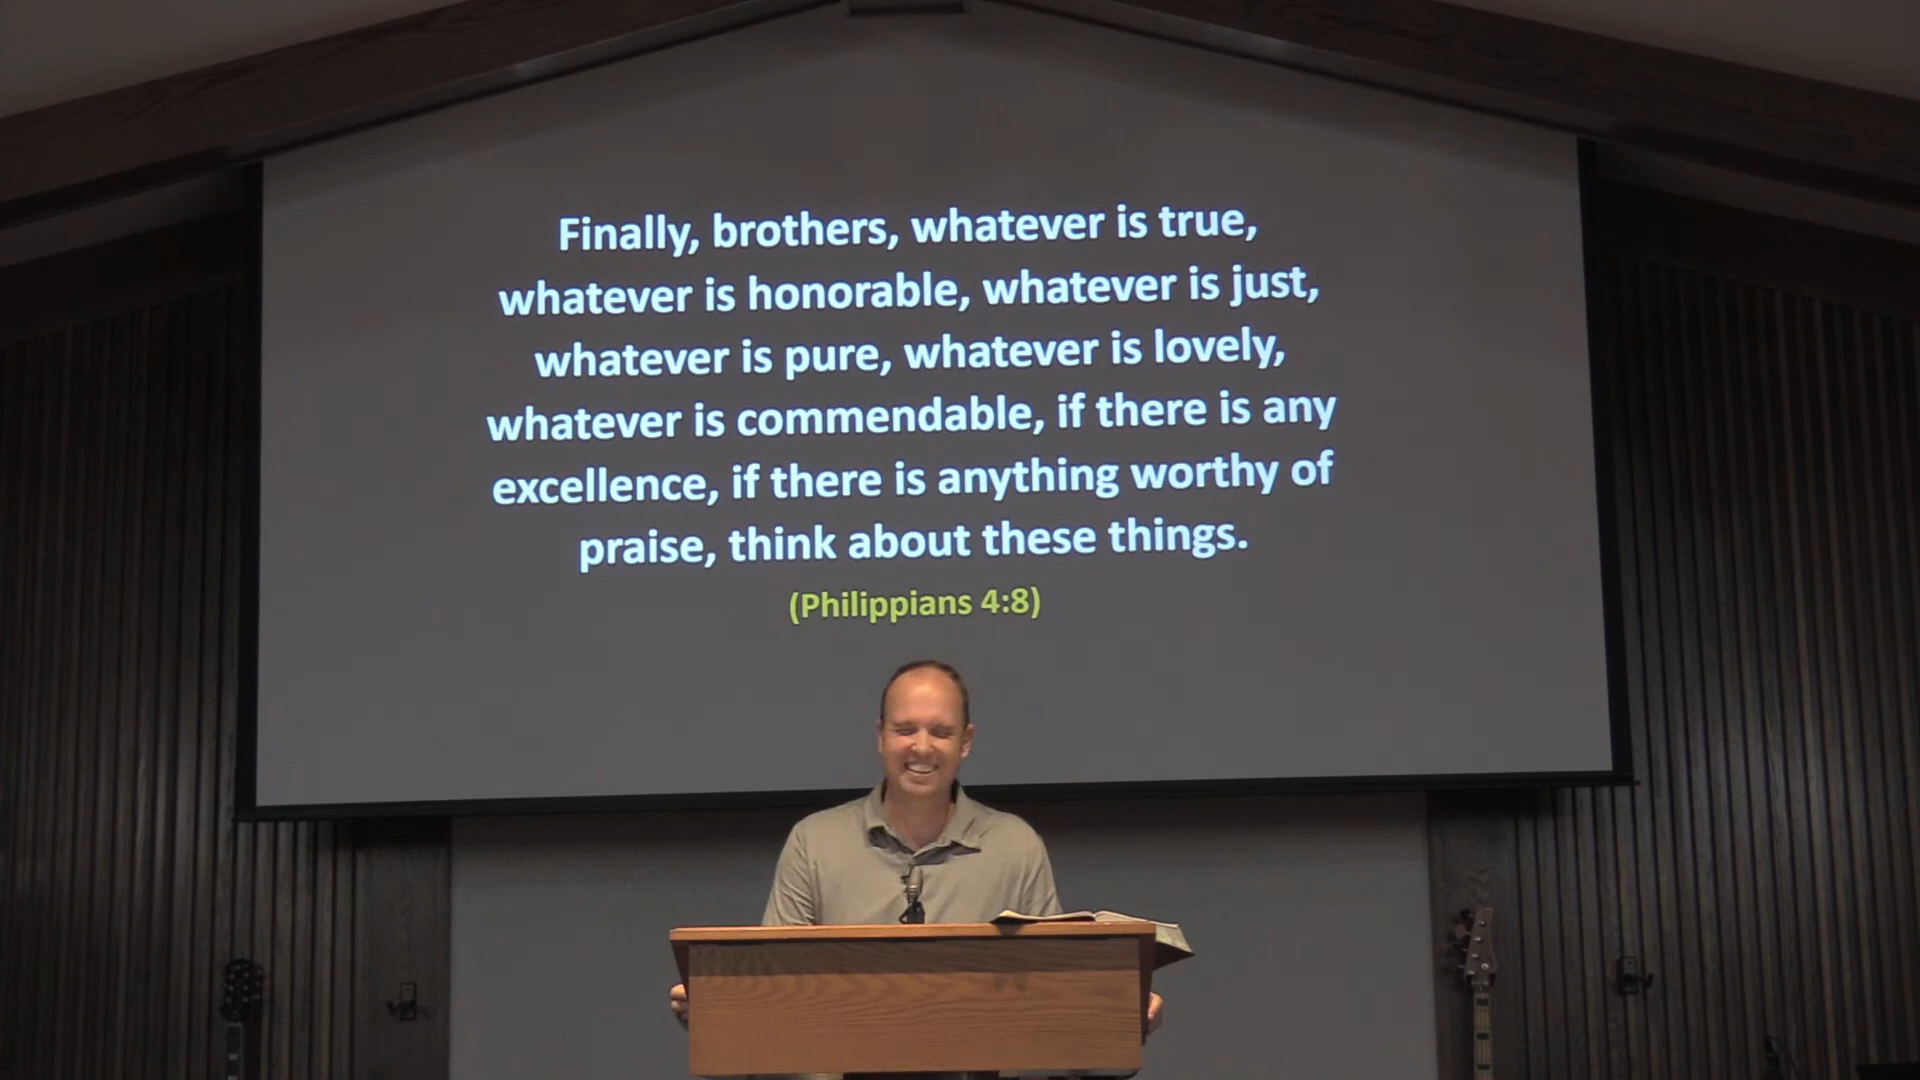 Finally, brothers, whatever is true,
whatever is honorable, whatever is just,
whatever is pure, whatever is lovely,
whatever is commendable, if there is any
excellence, if there is anything worthy of
praise, think about these things.
(Philippians 4:8)